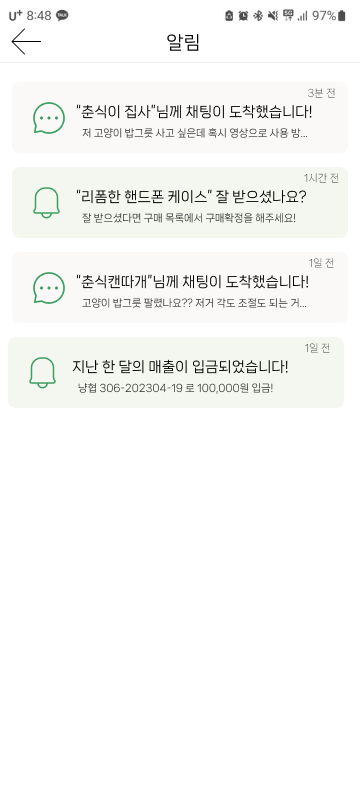 U+ 8:48 TALK 5G 97%
알림
3분 전
“춘식이 집사”님께 채팅이 도착했습니다!
저 고양이 밥그릇 사고 싶은데 혹시 영상으로 사용 방...
1시간 전
“리폼한 핸드폰 케이스” 잘 받으셨나요?
잘 받으셨다면 구매 목록에서 구매확정을 해주세요!
1일 전
“춘식캔따개”님께 채팅이 도착했습니다!
고양이 밥그릇 팔렸나요?? 저거 각도 조절도 되는 거...
1일 전
지난 한 달의 매출이 입금되었습니다!
냥협 306-202304-19 로 100,000원 입금!